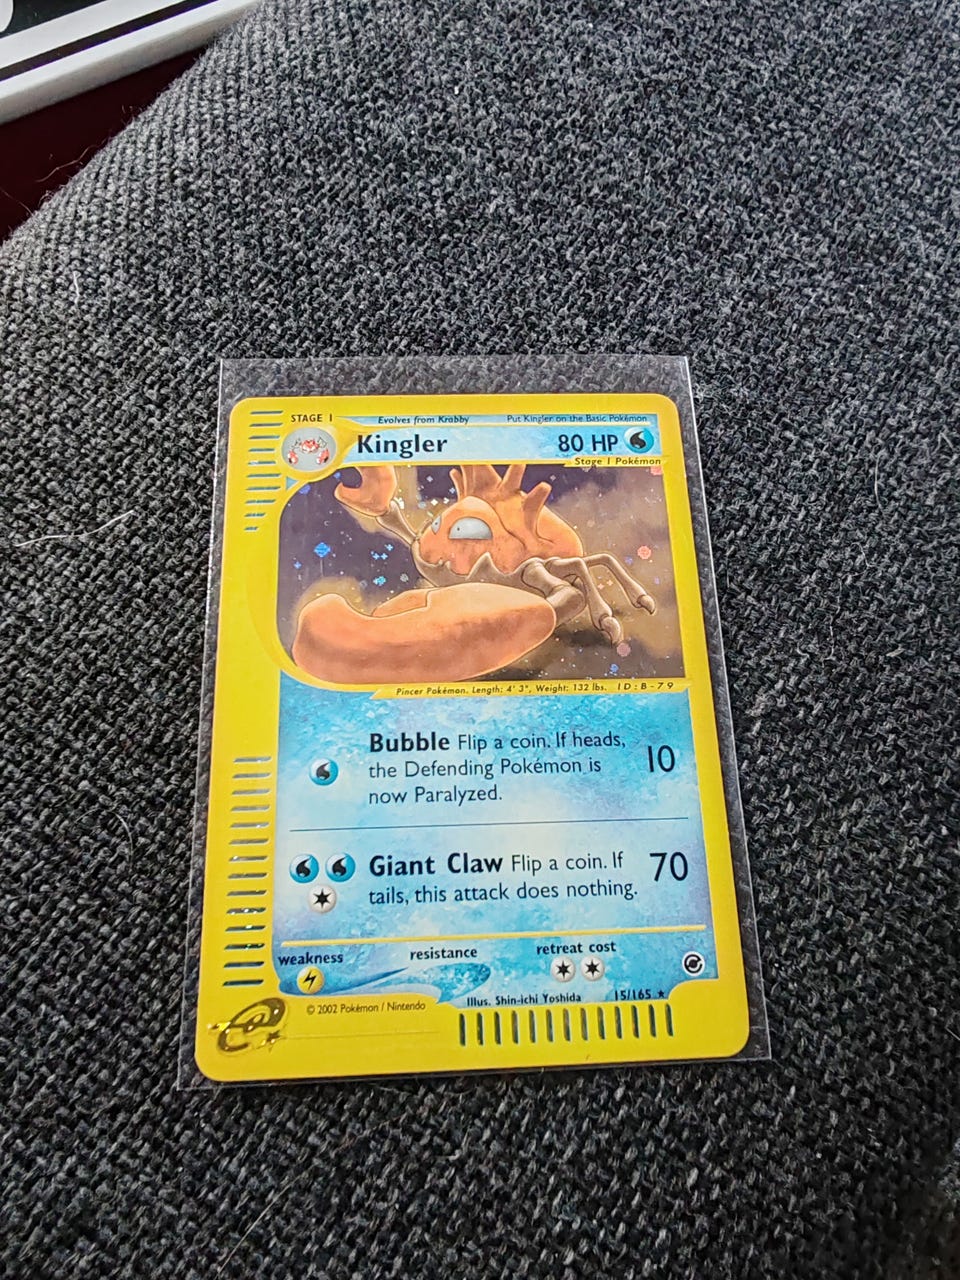 STAGE 1
Evolves from Krabby
Put Kingler on the Basic Pokémon
Kingler
80 HP
Stage 1 Pokémon
Pincer Pokémon. Length: 4' 3", Weight: 132 lbs. ID: B-79
Bubble Flip a coin. If heads,
the Defending Pokémon is
now Paralyzed.
10
Giant Claw Flip a coin. If
tails, this attack does nothing.
70
weakness
resistance
retreat cost
Illus. Shin-ichi Yoshida
15/165 ★
© 2002 Pokémon / Nintendo
e